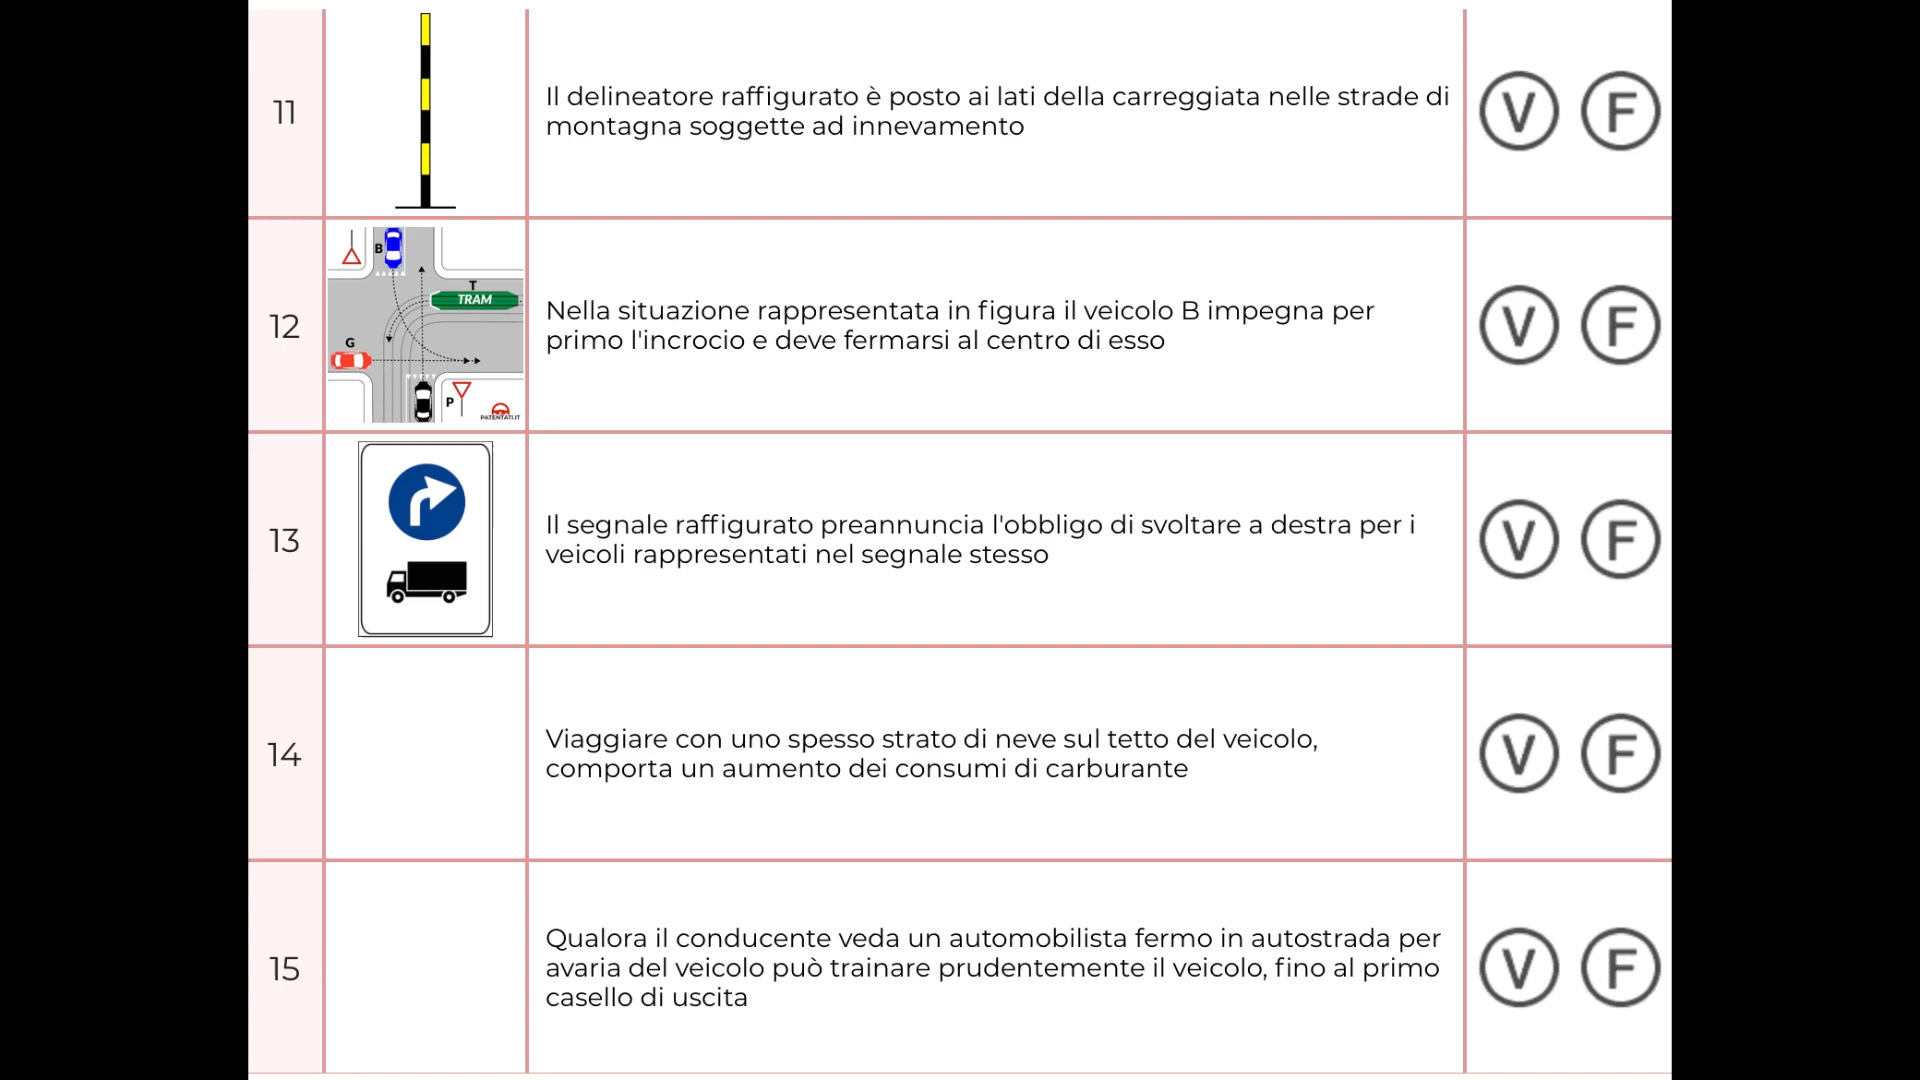 11
Il delineatore raffigurato è posto ai lati della carreggiata nelle strade di
montagna soggette ad innevamento
V F
12
B
T
TRAM
G
P
PATENTATI.IT
Nella situazione rappresentata in figura il veicolo B impegna per
primo l'incrocio e deve fermarsi al centro di esso
V F
13
Il segnale raffigurato preannuncia l'obbligo di svoltare a destra per i
veicoli rappresentati nel segnale stesso
V F
14
Viaggiare con uno spesso strato di neve sul tetto del veicolo,
comporta un aumento dei consumi di carburante
V F
15
Qualora il conducente veda un automobilista fermo in autostrada per
avaria del veicolo può trainare prudentemente il veicolo, fino al primo
casello di uscita
V F